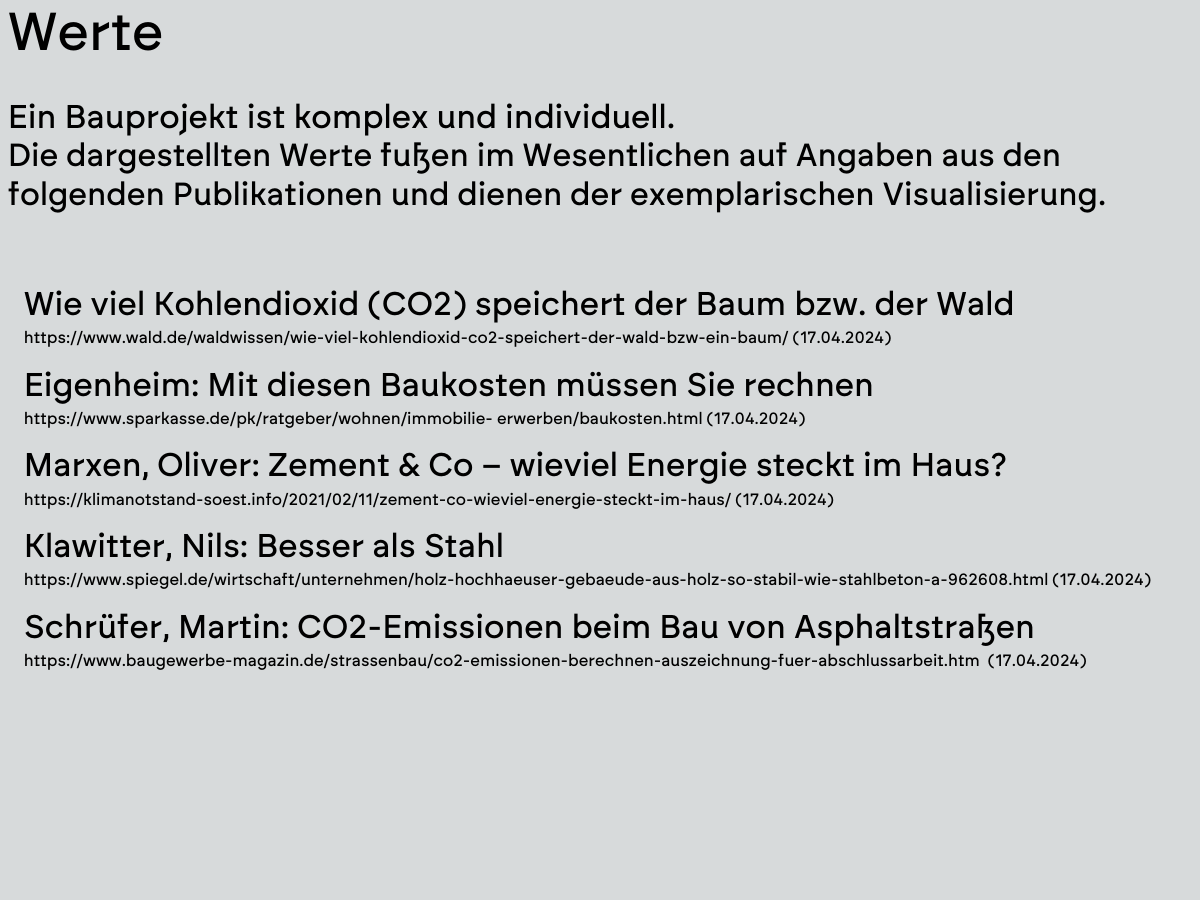 Werte
Ein Bauprojekt ist komplex und individuell.
Die dargestellten Werte fußen im Wesentlichen auf Angaben aus den
folgenden Publikationen und dienen der exemplarischen Visualisierung.
Wie viel Kohlendioxid (CO2) speichert der Baum bzw. der Wald
https://www.wald.de/waldwissen/wie-viel-kohlendioxid-co2-speichert-der-wald-bzw-ein-baum/ (17.04.2024)
Eigenheim: Mit diesen Baukosten müssen Sie rechnen
https://www.sparkasse.de/pk/ratgeber/wohnen/immobilie- erwerben/baukosten.html (17.04.2024)
Marxen, Oliver: Zement & Co – wieviel Energie steckt im Haus?
https://klimanotstand-soest.info/2021/02/11/zement-co-wieviel-energie-steckt-im-haus/ (17.04.2024)
Klawitter, Nils: Besser als Stahl
https://www.spiegel.de/wirtschaft/unternehmen/holz-hochhaeuser-gebaeude-aus-holz-so-stabil-wie-stahlbeton-a-962608.html (17.04.2024)
Schrüfer, Martin: CO2-Emissionen beim Bau von Asphaltstraßen
https://www.baugewerbe-magazin.de/strassenbau/co2-emissionen-berechnen-auszeichnung-fuer-abschlussarbeit.htm (17.04.2024)